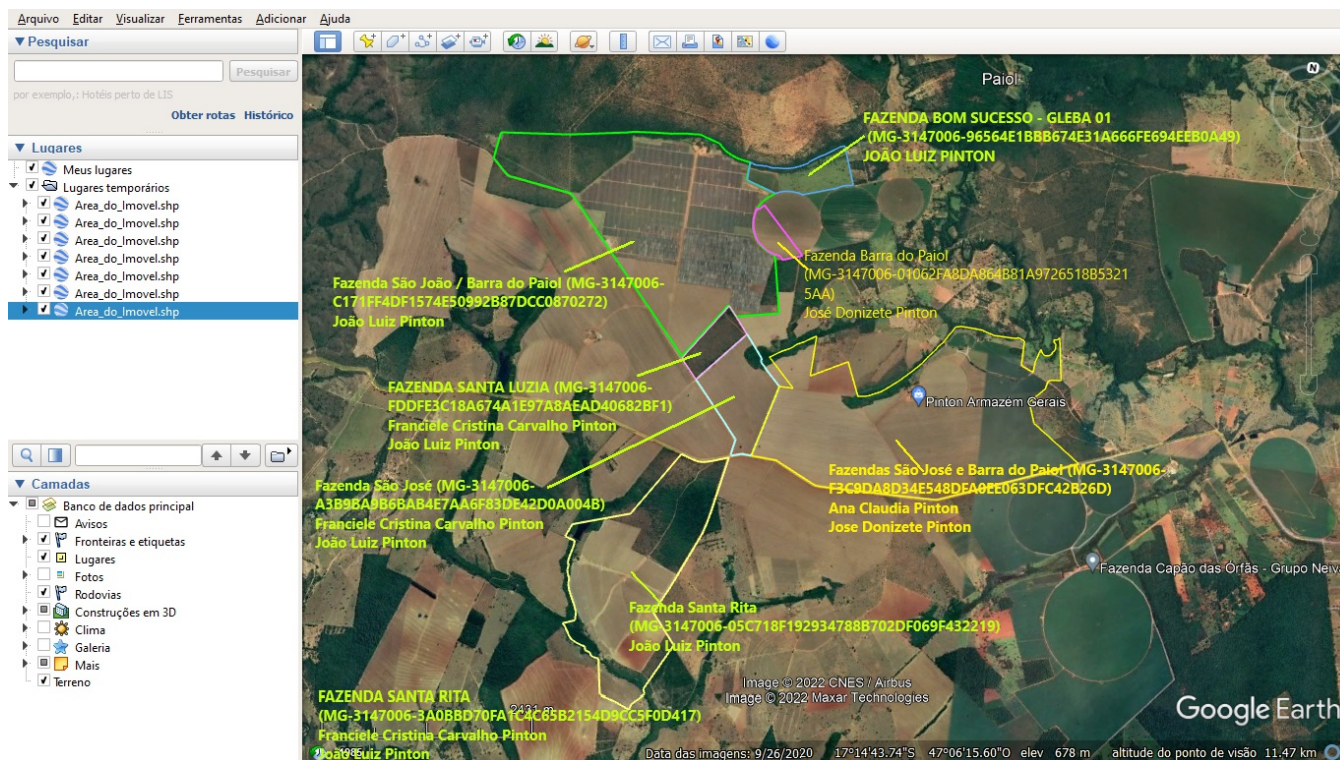 Arquivo Editar Visualizar Ferramentas Adicionar Ajuda
Pesquisar
Pesquisar
por exemplo,: Hotéis perto de LIS
Obter rotas Histórico
Lugares
Meus lugares
Lugares temporários
Area_do_Imovel.shp
Area_do_Imovel.shp
Area_do_Imovel.shp
Area_do_Imovel.shp
Area_do_Imovel.shp
Area_do_Imovel.shp
Area_do_Imovel.shp
Camadas
Banco de dados principal
Avisos
Fronteiras e etiquetas
Lugares
Fotos
Rodovias
Construções em 3D
Clima
Galeria
Mais
Terreno
Paiol
N
FAZENDA BOM SUCESSO - GLEBA 01
(MG-3147006-96564E1BBB674E31A666FE694EEB0A49)
JOÃO LUIZ PINTON
Fazenda Barra do Paiol
(MG-3147006-01062FA8DA864B81A9726518B5321
5AA)
José Donizete Pinton
Fazenda São João / Barra do Paiol (MG-3147006-
C171FF4DF1574E50992B87DCC0870272)
João Luiz Pinton
FAZENDA SANTA LUZIA (MG-3147006-
FDDFE3C18A674A1E97A8AEAD40682BF1)
Franciele Cristina Carvalho Pinton
João Luiz Pinton
Pinton Armazém Gerais
Fazenda São José (MG-3147006-
A3B9BA9B6BAB4E7AA6F83DE42D0A004B)
Franciele Cristina Carvalho Pinton
João Luiz Pinton
Fazendas São José e Barra do Paiol (MG-3147006-
F3C9DA8D34E548DFA0EE063DFC42B26D)
Ana Claudia Pinton
Jose Donizete Pinton
Fazenda Capão das Órfãs - Grupo Neiva
Fazenda Santa Rita
(MG-3147006-05C718F192934788B702DF069F432219)
João Luiz Pinton
FAZENDA SANTA RITA
(MG-3147006-3A0BBD70FA1C4C65B2154D9CC5F0D417)
Franciele Cristina Carvalho Pinton
João Luiz Pinton
2431 m
1985
Image © 2022 CNES / Airbus
Image © 2022 Maxar Technologies
Google Earth
Data das imagens: 9/26/2020 17°14'43.74"S 47°06'15.60"O elev 678 m altitude do ponto de visão 11.47 km